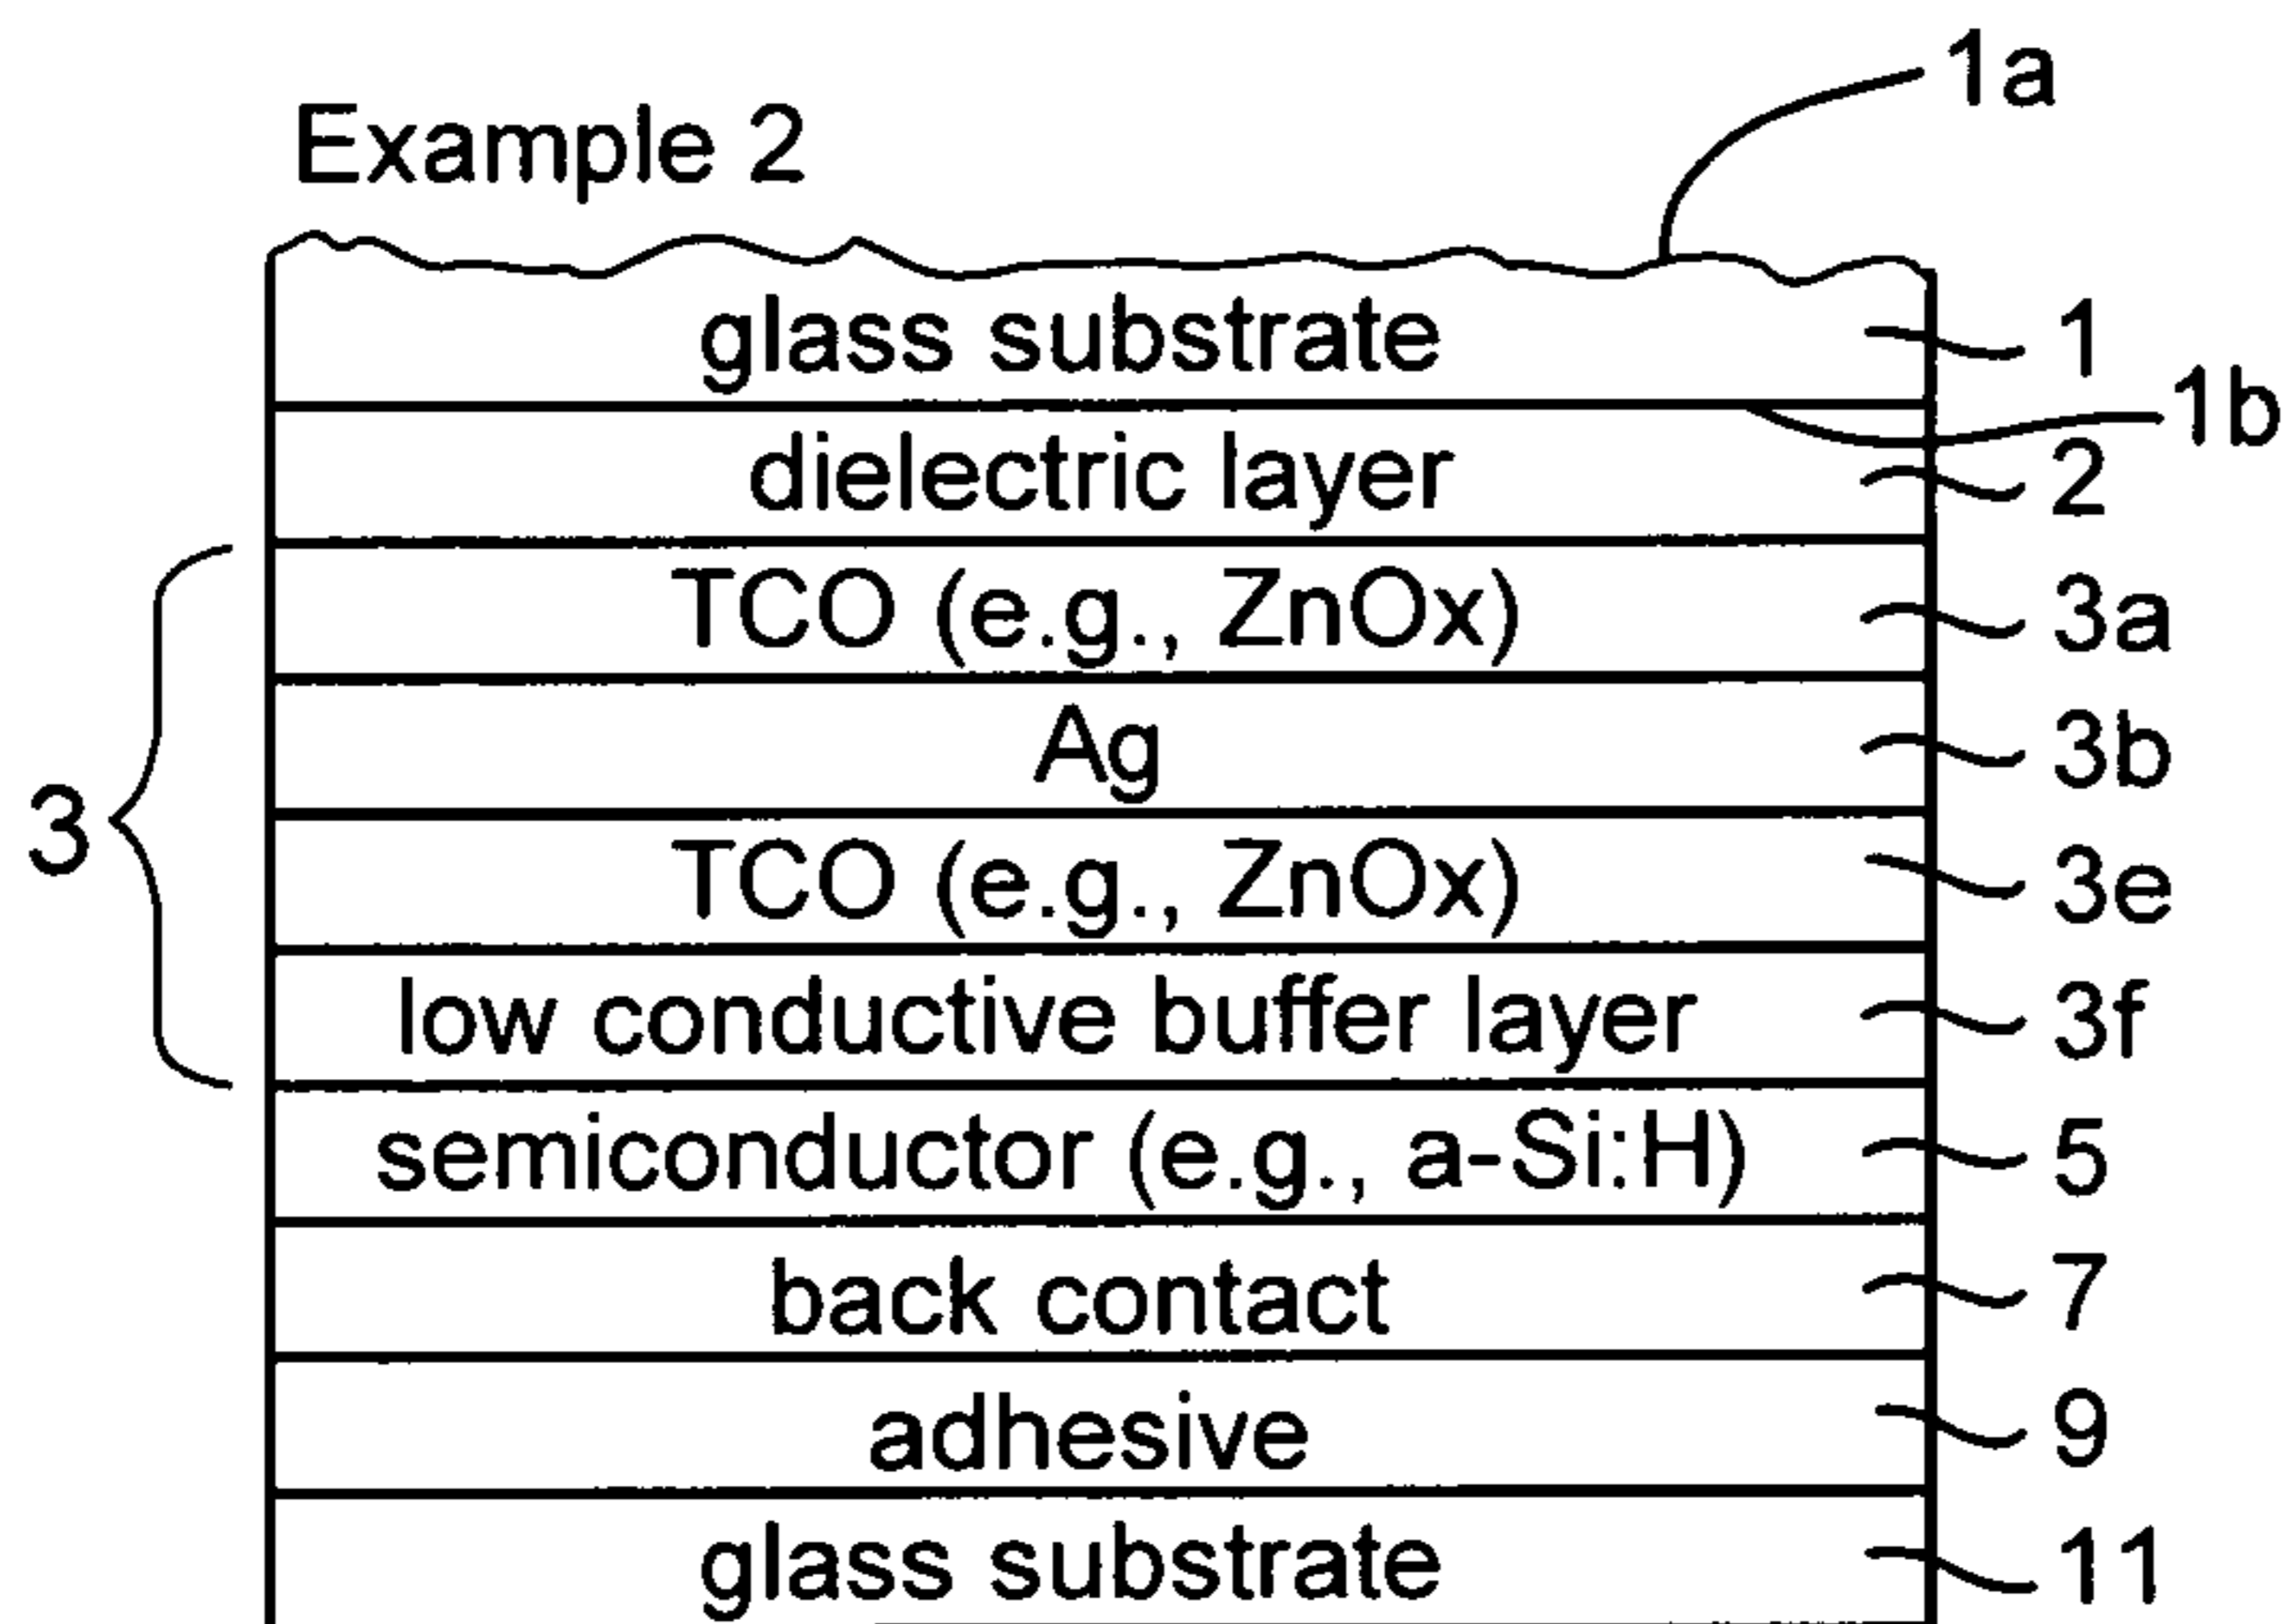 1a
Example 2
glass substrate 1
1b
dielectric layer 2
TCO (e.g., ZnOx) 3a
Ag 3b
3
TCO (e.g., ZnOx) 3e
low conductive buffer layer 3f
semiconductor (e.g., a-Si:H) 5
back contact 7
adhesive 9
glass substrate 11